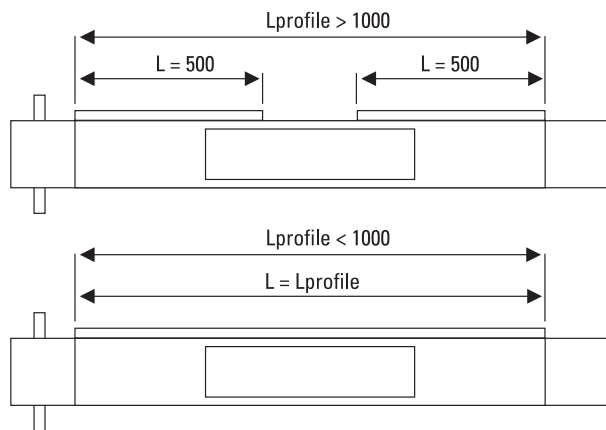 Lprofile > 1000
L = 500 L = 500
Lprofile < 1000
L = Lprofile